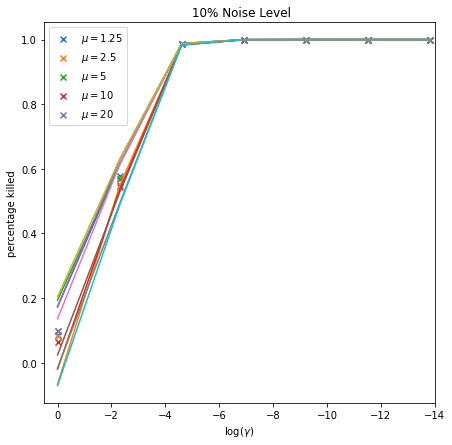 10% Noise Level
μ = 1.25
μ = 2.5
μ = 5
μ = 10
μ = 20
percentage killed
1.0
0.8
0.6
0.4
0.2
0.0
0 −2 −4 −6 −8 −10 −12 −14
log(γ)